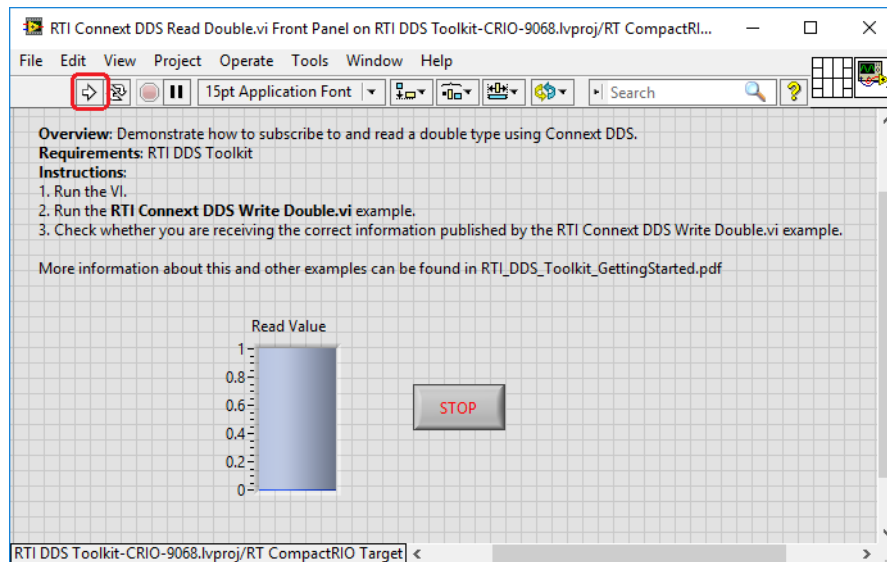 RTI Connext DDS Read Double.vi Front Panel on RTI DDS Toolkit-CRIO-9068.lvproj/RT CompactRI...
File Edit View Project Operate Tools Window Help
15pt Application Font
Search
Overview: Demonstrate how to subscribe to and read a double type using Connext DDS.
Requirements: RTI DDS Toolkit
Instructions:
1. Run the VI.
2. Run the RTI Connext DDS Write Double.vi example.
3. Check whether you are receiving the correct information published by the RTI Connext DDS Write Double.vi example.
More information about this and other examples can be found in RTI_DDS_Toolkit_GettingStarted.pdf
Read Value
1
0.8
0.6
STOP
0.4
0.2
0
RTI DDS Toolkit-CRIO-9068.lvproj/RT CompactRIO Target